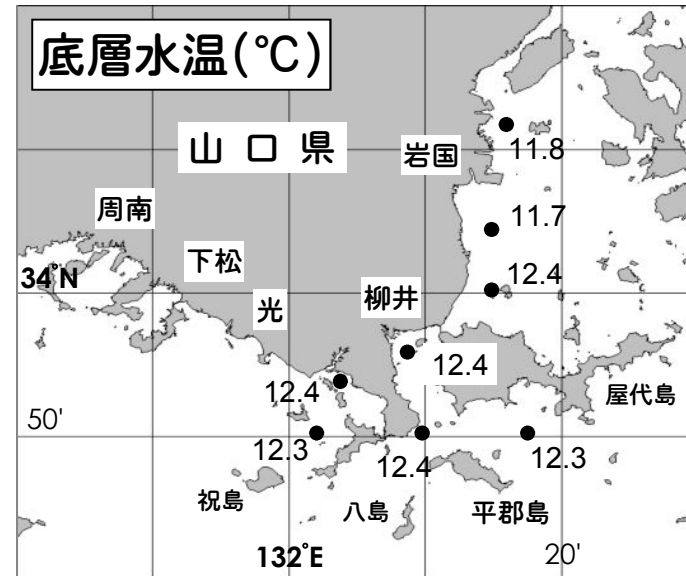 底層水温(℃)
山口県
岩国
11.8
周南
11.7
下松
34°N
12.4
光
柳井
12.4
12.4
屋代島
50'
12.3
12.4
12.3
祝島
八島
平郡島
132°E
20'